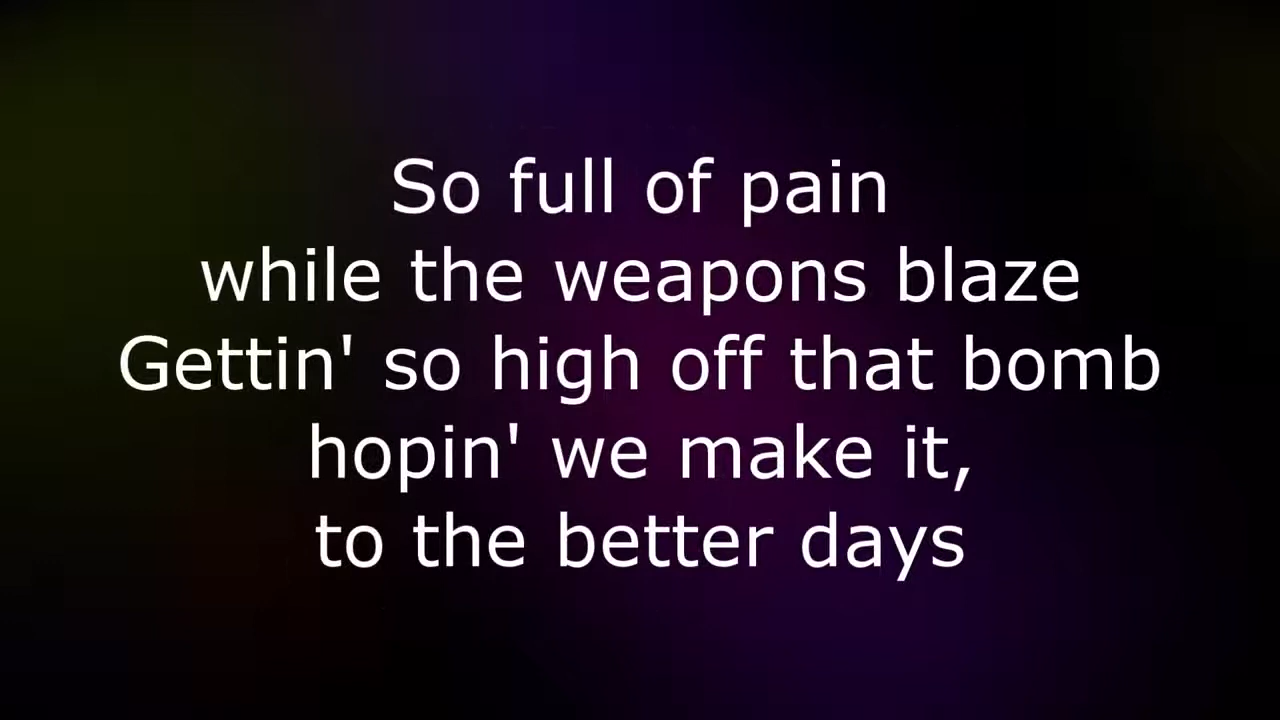 So full of pain
while the weapons blaze
Gettin' so high off that bomb
hopin' we make it,
to the better days